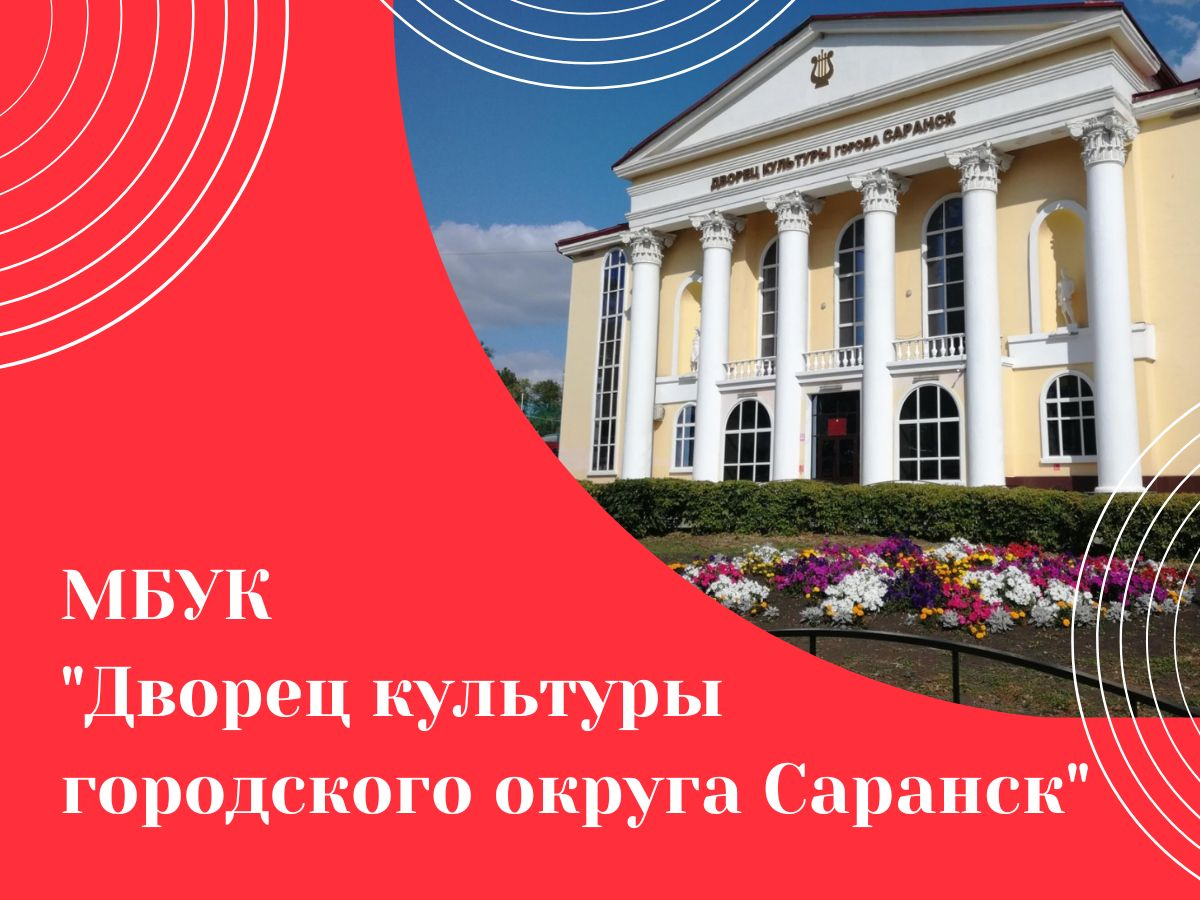 ДВОРЕЦ КУЛЬТУРЫ ГОРОДА САРАНСК
МБУК
"Дворец культуры
городского округа Саранск"